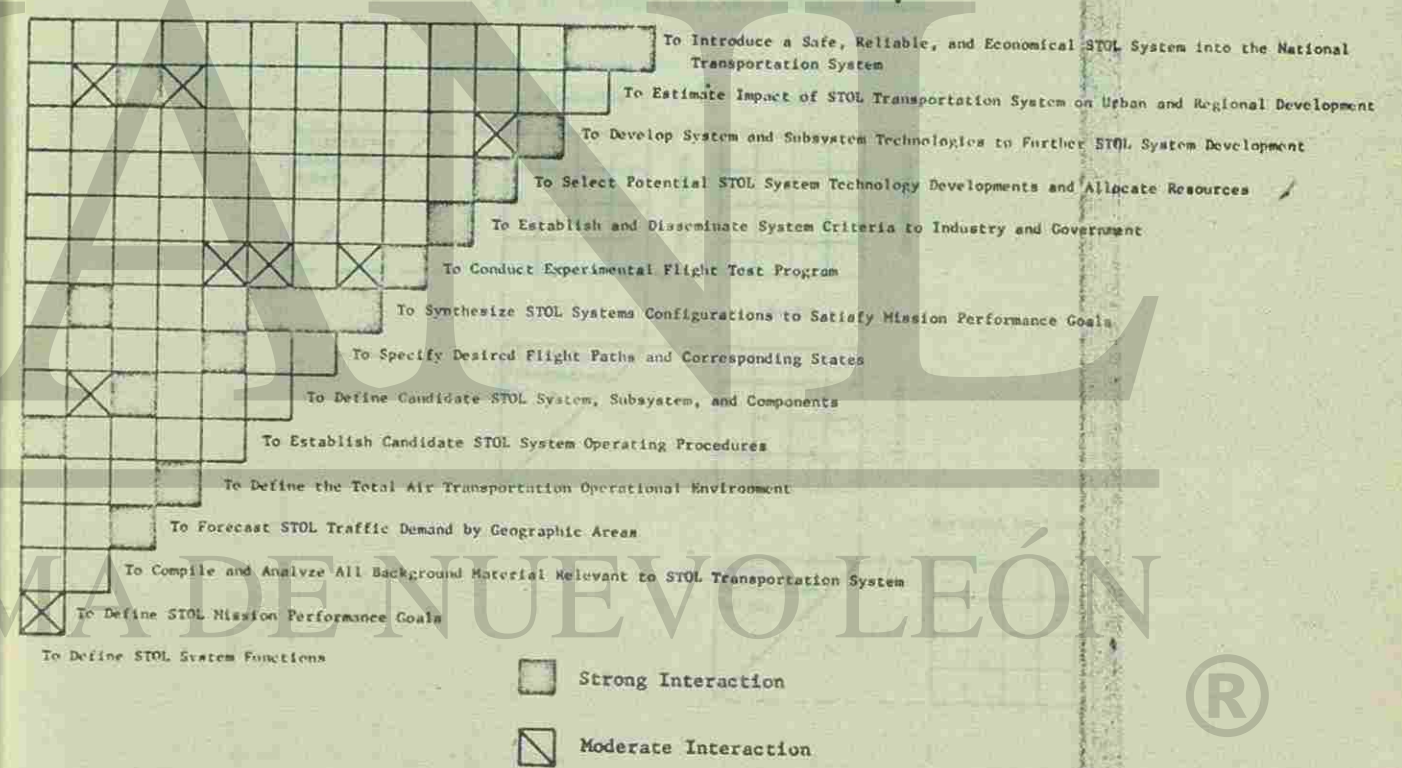 To Introduce a Safe, Reliable, and Economical STOL System into the National
Transportation System
To Estimate Impact of STOL Transportation System on Urban and Regional Development
To Develop System and Subsystem Technologies to Further STOL System Development
To Select Potential STOL System Technology Developments and Allocate Resources
To Establish and Disseminate System Criteria to Industry and Government
To Conduct Experimental Flight Test Program
To Synthesize STOL Systems Configurations to Satisfy Mission Performance Goals
To Specify Desired Flight Paths and Corresponding States
To Define Candidate STOL System, Subsystem, and Components
To Establish Candidate STOL System Operating Procedures
To Define the Total Air Transportation Operational Environment
To Forecast STOL Traffic Demand by Geographic Areas
To Compile and Analyze All Background Material Relevant to STOL Transportation System
To Define STOL Mission Performance Goals
To Define STOL System Functions
Strong Interaction
Moderate Interaction
ANL
MA DE NUEVO LEÓN
®